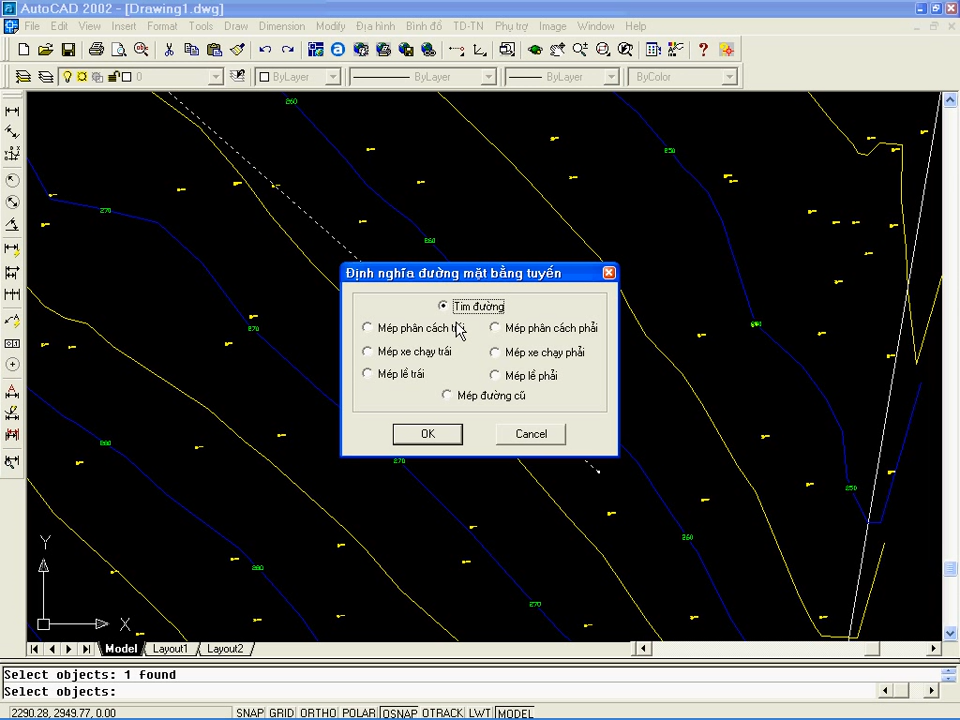 AutoCAD 2002 - [Drawing1.dwg]
File Edit View Insert Format Tools Draw Dimension Modify Địa hình Bình đồ TD-TN Phụ trợ Image Window Help
0 ByLayer ByLayer ByLayer ByColor
260
250
270
260
270
Định nghĩa đường mặt bằng tuyến
Tim đường
Mép phân cách trái Mép phân cách phải
Mép xe chạy trái Mép xe chạy phải
Mép lề trái Mép lề phải
Mép đường cũ
OK Cancel
260
270
250
260
260
270
Y
X
Model Layout1 Layout2
Select objects: 1 found
Select objects:
2290.28, 2949.77, 0.00 SNAP GRID ORTHO POLAR OSNAP OTRACK LWT MODEL